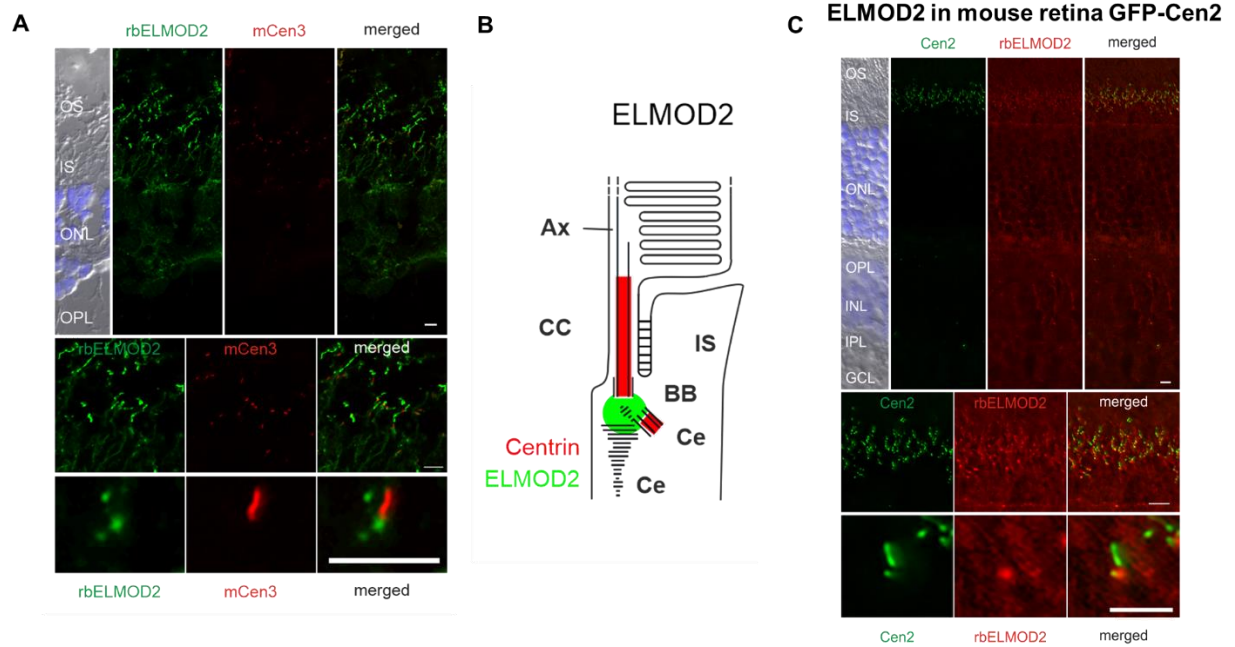 ELMOD2 in mouse retina GFP-Cen2
A
rbELMOD2 mCen3 merged
OS
IS
ONL
OPL
rbELMOD2 mCen3 merged
rbELMOD2 mCen3 merged
B
ELMOD2
Ax
CC
IS
BB
Ce
Centrin
ELMOD2
Ce
C
Cen2 rbELMOD2 merged
OS
IS
ONL
OPL
INL
IPL
GCL
Cen2 rbELMOD2 merged
Cen2 rbELMOD2 merged